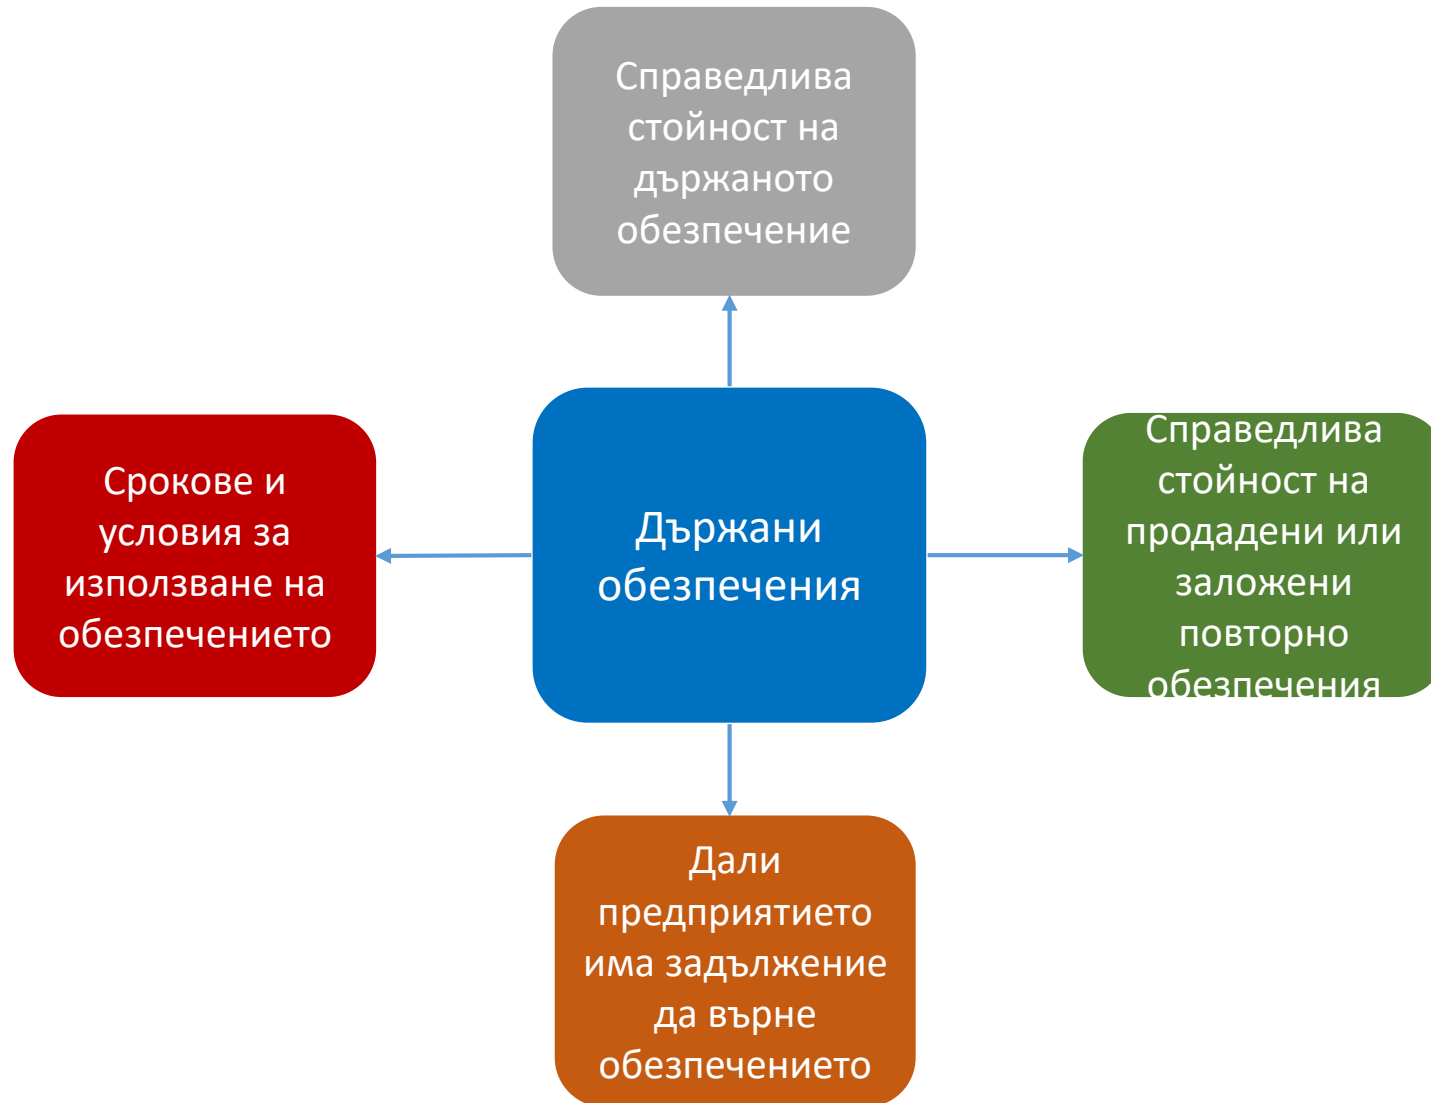 Справедлива
стойност на
държаното
обезпечение
Срокове и
условия за
използване на
обезпечението
Държани
обезпечения
Справедлива
стойност на
продадени или
заложени
повторно
обезпечения
Дали
предприятието
има задължение
да върне
обезпечението